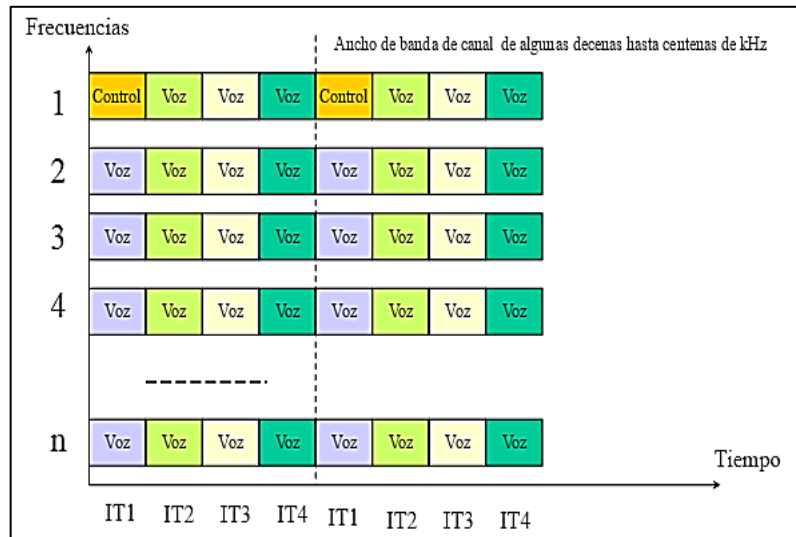 Frecuencias
Ancho de banda de canal de algunas decenas hasta centenas de kHz
1 Control Voz Voz Voz Control Voz Voz Voz
2 Voz Voz Voz Voz Voz Voz Voz Voz
3 Voz Voz Voz Voz Voz Voz Voz Voz
4 Voz Voz Voz Voz Voz Voz Voz Voz
n Voz Voz Voz Voz Voz Voz Voz Voz
Tiempo
IT1 IT2 IT3 IT4 IT1 IT2 IT3 IT4